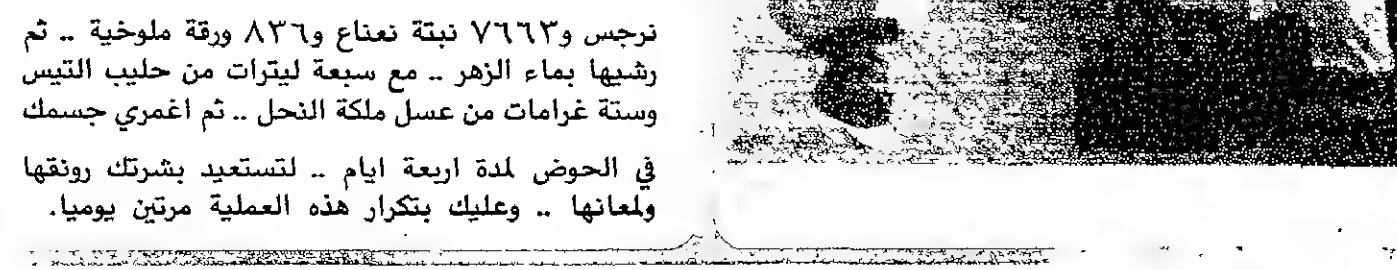 نرجس و٧٦٦٣ نبتة نعناع و٨٣٦ ورقة ملوخية .. ثم
رشيها بماء الزهر .. مع سبعة ليترات من حليب التيس
وستة غرامات من عسل ملكة النحل .. ثم اغمري جسمك
في الحوض لمدة اربعة ايام .. لتستعيد بشرتك رونقها
ولمعانها .. وعليك بتكرار هذه العملية مرتين يوميا.